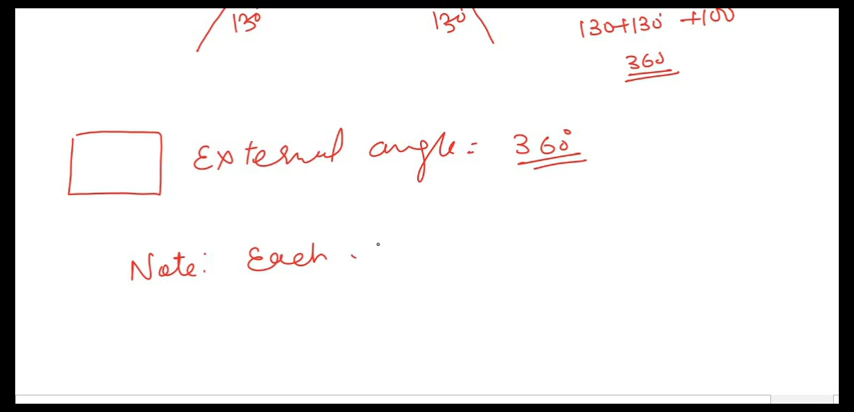 130°
130°
130+130° +100
360
External angle = 360°
Note: Each